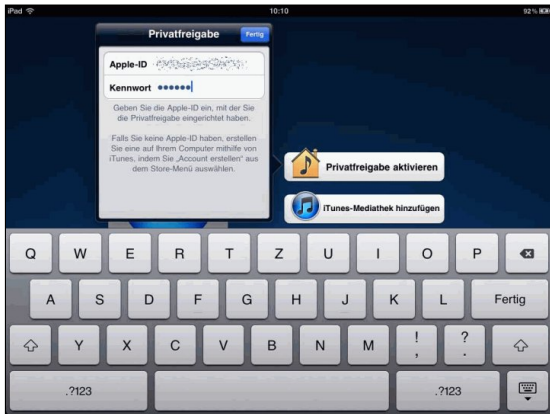 iPad
10:10
92 %
Privatfreigabe
Fertig
Apple-ID
Kennwort ••••••
Geben Sie die Apple-ID ein, mit der Sie
die Privatfreigabe eingerichtet haben.
Falls Sie keine Apple-ID haben, erstellen
Sie eine auf Ihrem Computer mithilfe von
iTunes, indem Sie „Account erstellen" aus
dem Store-Menü auswählen.
Privatfreigabe aktivieren
iTunes-Mediathek hinzufügen
Q W E R T Z U I O P
A S D F G H J K L Fertig
Y X C V B N M ! , ? .
.?123 .?123